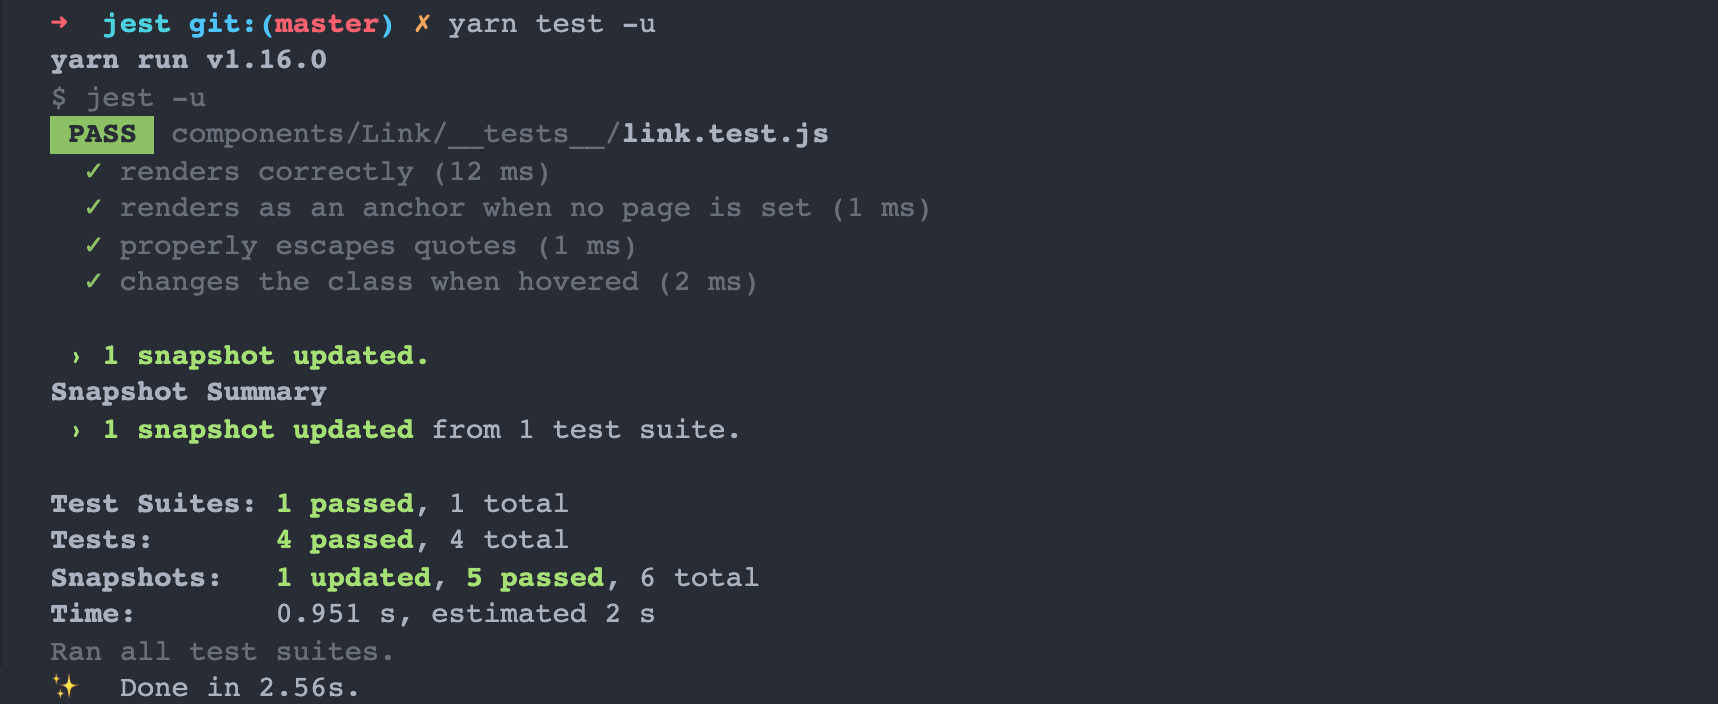 ➜  jest git:(master) ✗ yarn test -u
yarn run v1.16.0
$ jest -u
PASS components/Link/__tests__/link.test.js
✓ renders correctly (12 ms)
✓ renders as an anchor when no page is set (1 ms)
✓ properly escapes quotes (1 ms)
✓ changes the class when hovered (2 ms)
› 1 snapshot updated.
Snapshot Summary
› 1 snapshot updated from 1 test suite.
Test Suites: 1 passed, 1 total
Tests:       4 passed, 4 total
Snapshots:   1 updated, 5 passed, 6 total
Time:        0.951 s, estimated 2 s
Ran all test suites.
✨  Done in 2.56s.